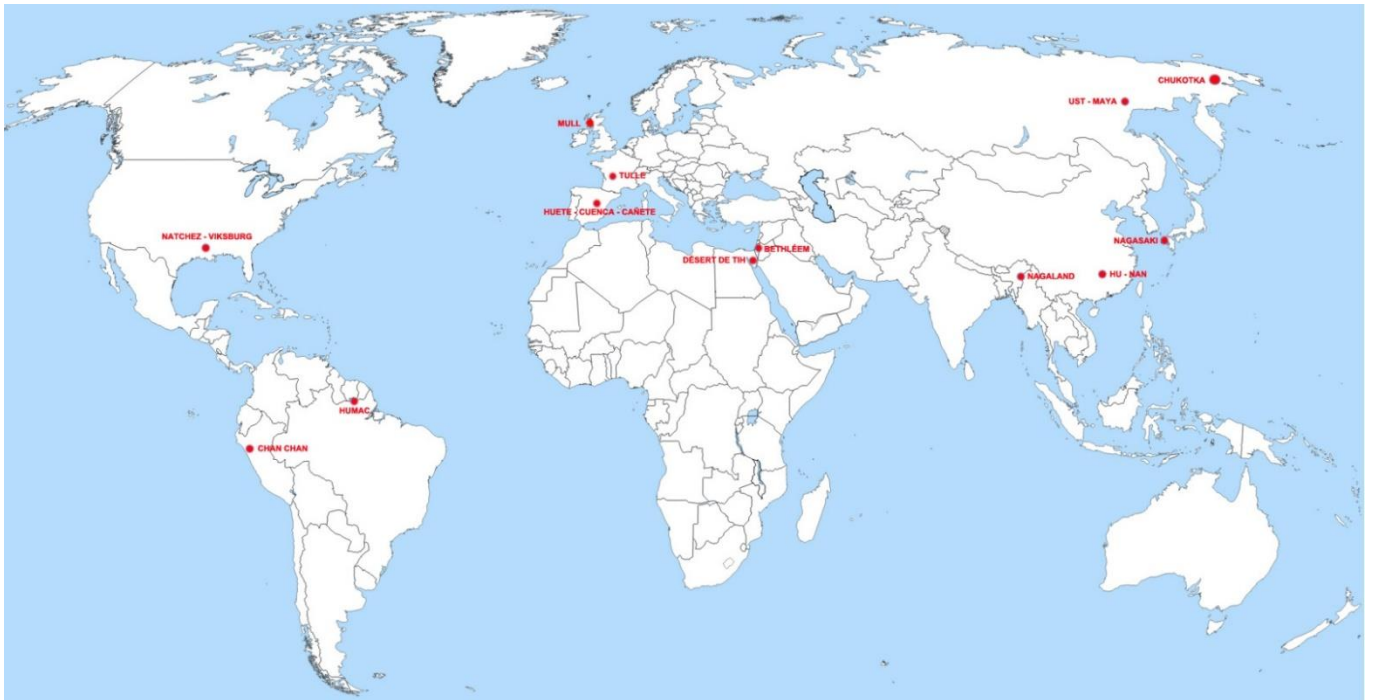 CHUKOTKA
UST - MAYA
MULL
TULLE
HUETE - CUENCA - CAÑETE
NATCHEZ - VIKSBURG
NAGASAKI
BETHLÉEM
DÉSERT DE TIH
HU - NAN
NAGALAND
HUMAC
CHAN CHAN